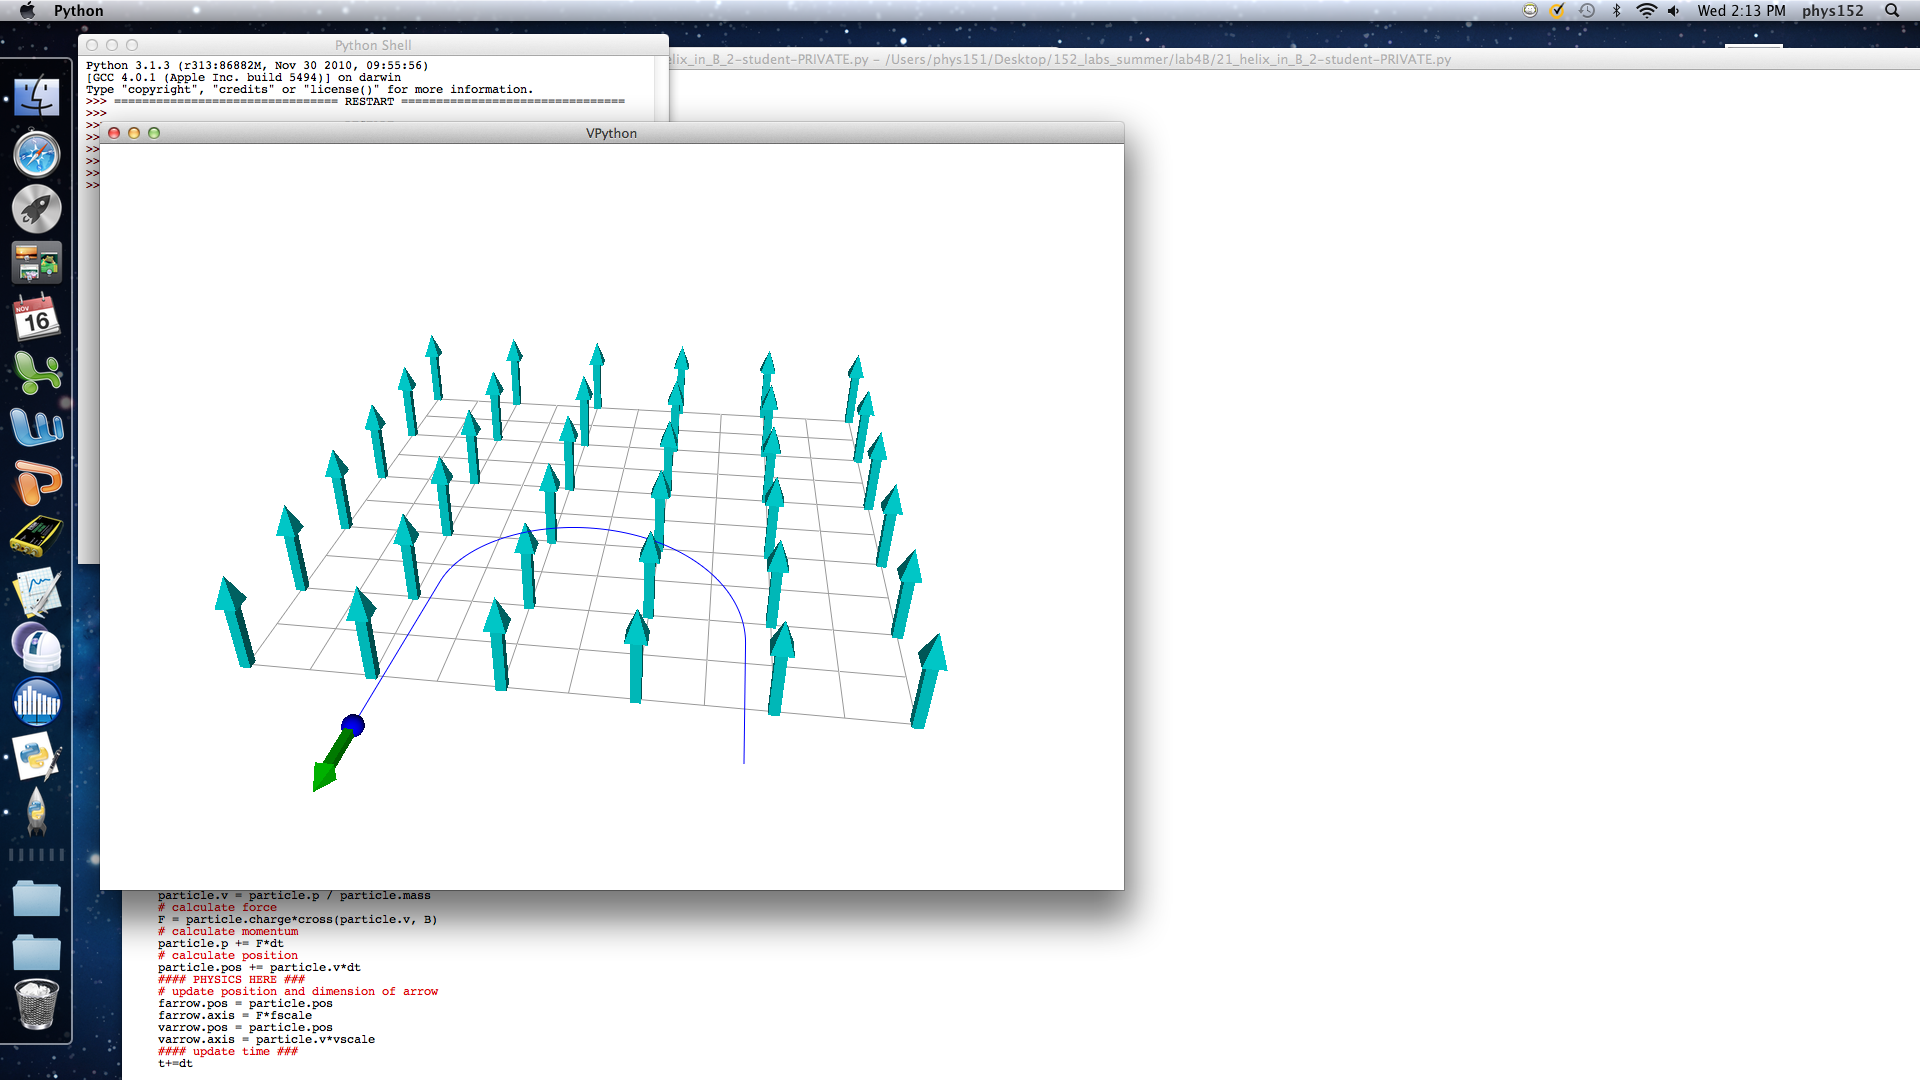 Python
Wed 2:13 PM phys152
Python Shell
elix_in_B_2-student-PRIVATE.py - /Users/phys151/Desktop/152_labs_summer/lab4B/21_helix_in_B_2-student-PRIVATE.py
Python 3.1.3 (r313:86882M, Nov 30 2010, 09:55:56)
[GCC 4.0.1 (Apple Inc. build 5494)] on darwin
Type "copyright", "credits" or "license()" for more information.
>>> ================================ RESTART ================================
>>>
>>
>>
>>
>>
>>
>>
VPython
NOV
16
particle.v = particle.p / particle.mass
# calculate force
F = particle.charge*cross(particle.v, B)
# calculate momentum
particle.p += F*dt
# calculate position
particle.pos += particle.v*dt
#### PHYSICS HERE ###
# update position and dimension of arrow
farrow.pos = particle.pos
farrow.axis = F*fscale
varrow.pos = particle.pos
varrow.axis = particle.v*vscale
#### update time ###
t+=dt